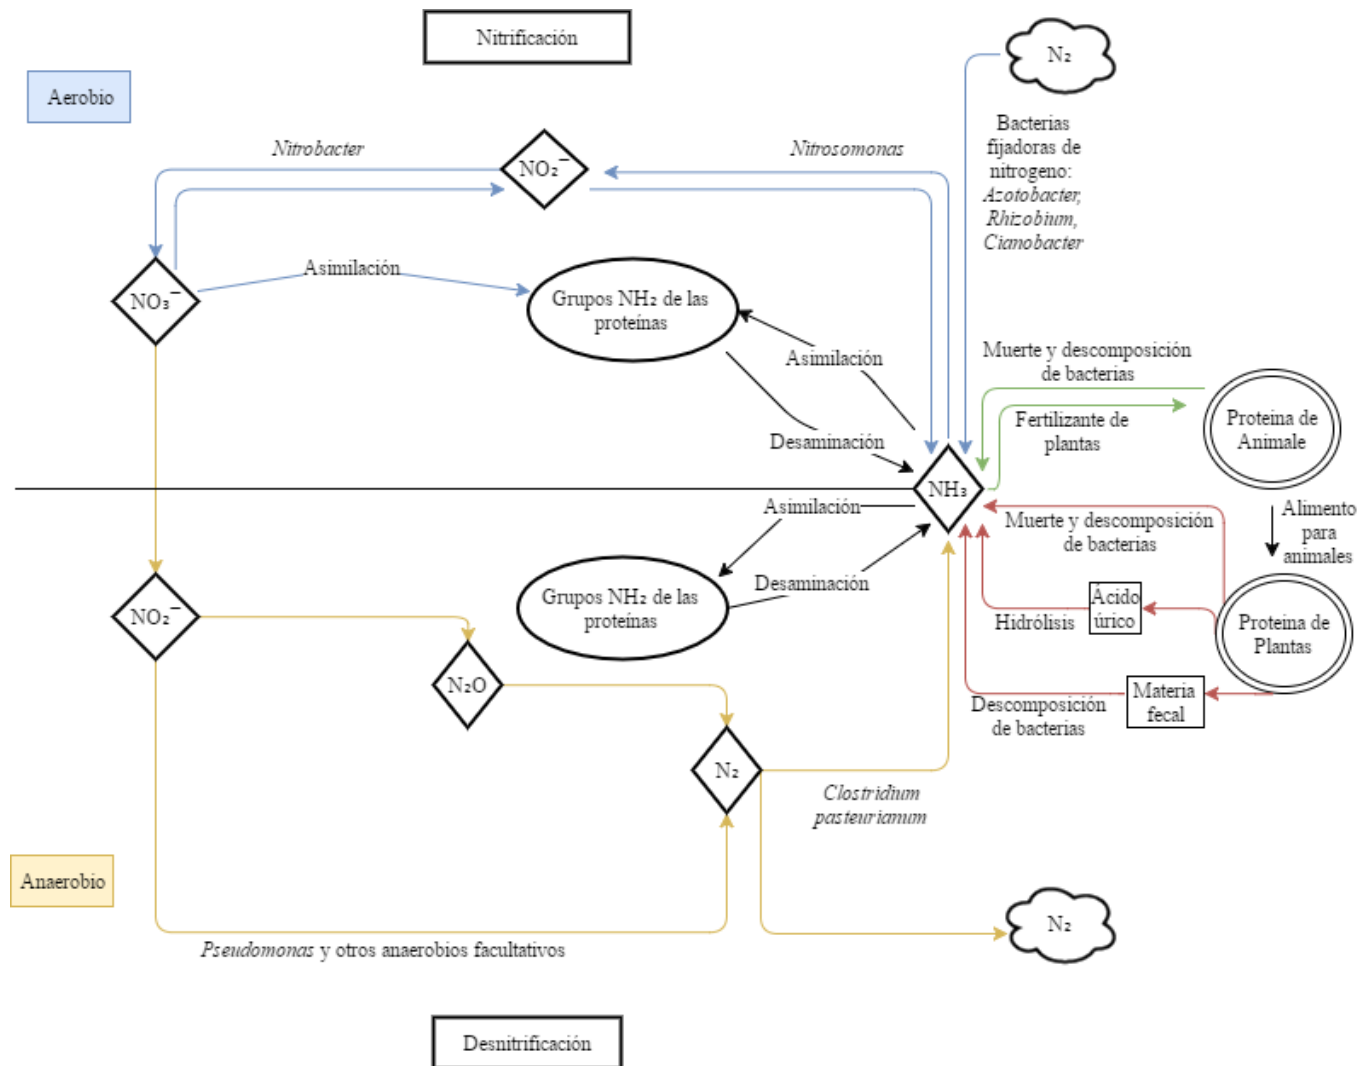 Nitrificación
N₂
Aerobio
Bacterias
fijadoras de
nitrogeno:
Azotobacter,
Rhizobium,
Cianobacter
Nitrobacter
NO₂⁻
Nitrosomonas
NO₃⁻
Asimilación
Grupos NH₂ de las
proteínas
Asimilación
Desaminación
Muerte y descomposición
de bacterias
Fertilizante de
plantas
Proteina de
Animale
NH₃
Asimilación
Desaminación
Grupos NH₂ de las
proteínas
Muerte y descomposición
de bacterias
Alimento
para
animales
Ácido
úrico
Hidrólisis
Proteina de
Plantas
Materia
fecal
Descomposición
de bacterias
NO₂⁻
N₂O
N₂
Clostridium
pasteurianum
Anaerobio
N₂
Pseudomonas y otros anaerobios facultativos
Desnitrificación